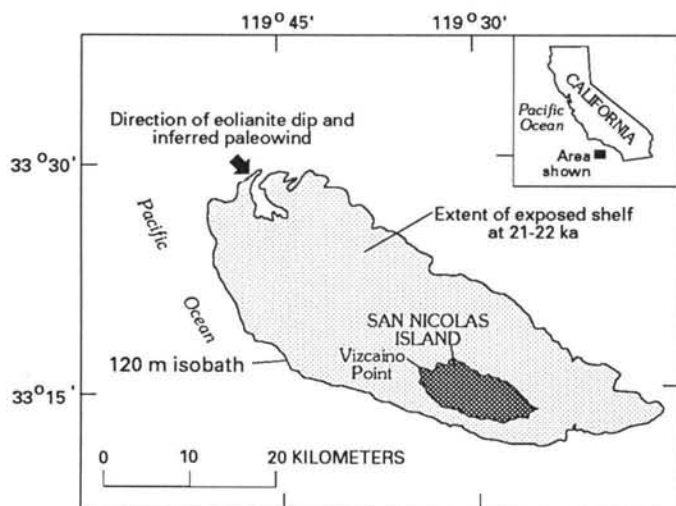 119° 45'
119° 30'
Direction of eolianite dip and
inferred paleowind
33° 30'
Pacific
Ocean
CALIFORNIA
Pacific
Ocean
Area
shown
Extent of exposed shelf
at 21-22 ka
SAN NICOLAS
ISLAND
Vizcaino
Point
120 m isobath
33° 15'
0 10 20 KILOMETERS